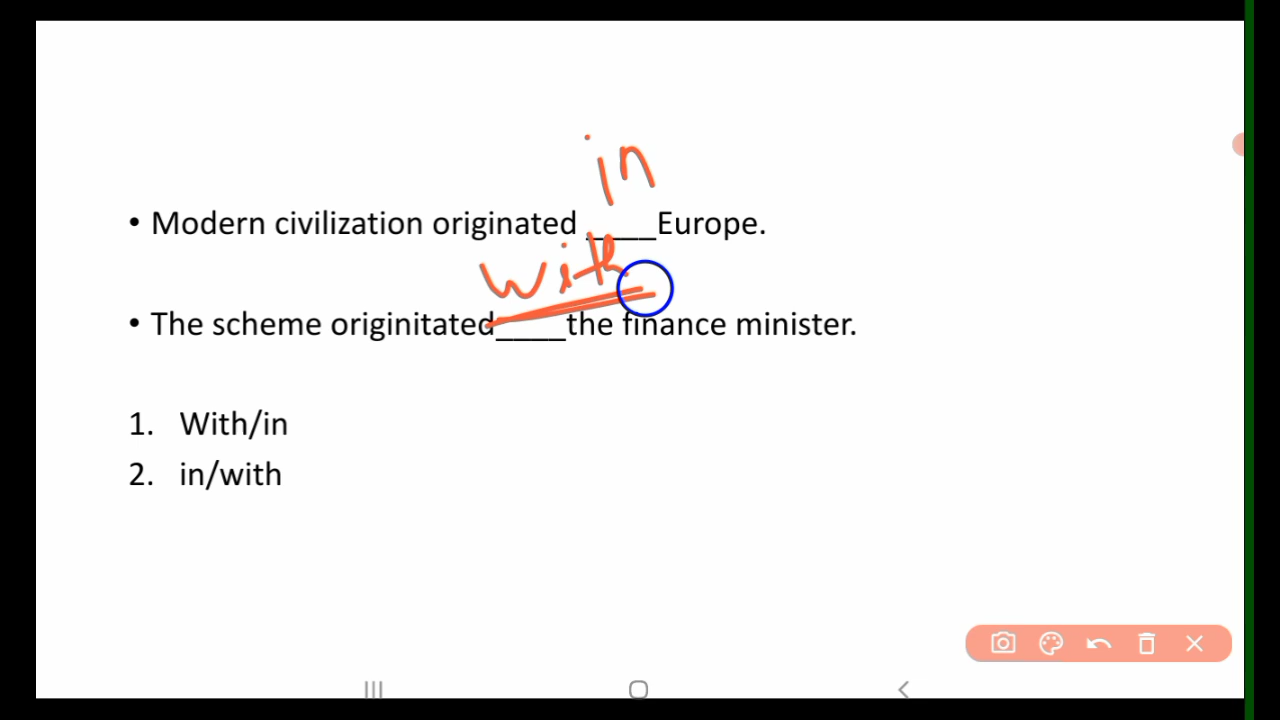 in
• Modern civilization originated ____Europe.
with
• The scheme originitated____the finance minister.
1. With/in
2. in/with